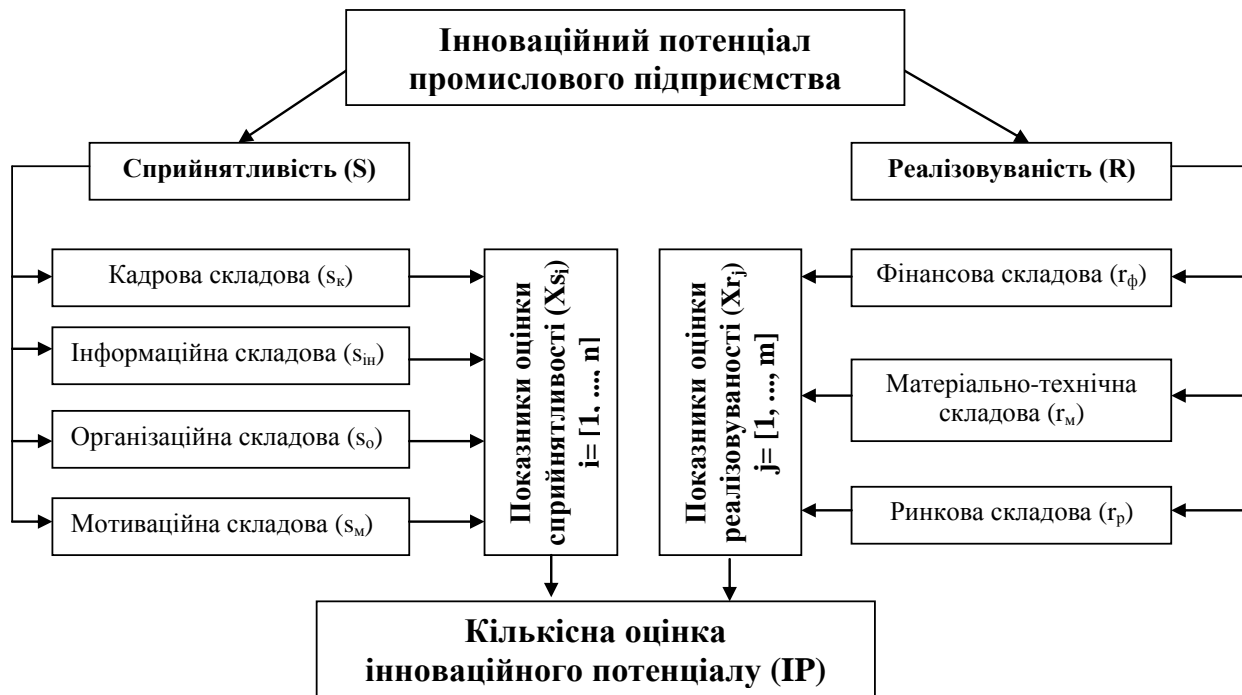 Інноваційний потенціал
промислового підприємства
Сприйнятливість (S)
Реалізовуваність (R)
Кадрова складова (sк)
Інформаційна складова (sін)
Організаційна складова (sо)
Мотиваційна складова (sм)
Показники оцінки
сприйнятливості (Xsi)
i= [1, ..., n]
Показники оцінки
реалізовуваності (Xrj)
j= [1, ..., m]
Фінансова складова (rф)
Матеріально-технічна
складова (rм)
Ринкова складова (rр)
Кількісна оцінка
інноваційного потенціалу (IP)